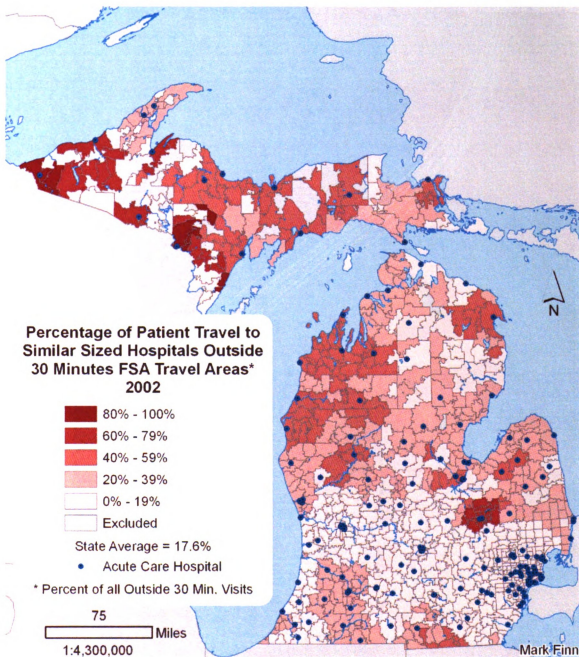 N
Percentage of Patient Travel to
Similar Sized Hospitals Outside
30 Minutes FSA Travel Areas*
2002
80% - 100%
60% - 79%
40% - 59%
20% - 39%
0% - 19%
Excluded
State Average = 17.6%
Acute Care Hospital
* Percent of all Outside 30 Min. Visits
75
Miles
1:4,300,000
Mark Finn